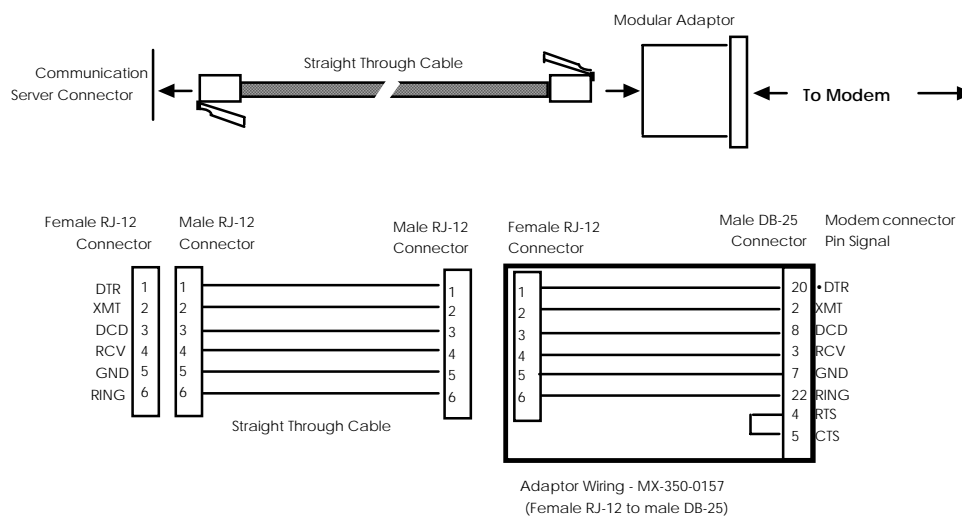 Modular Adaptor
Straight Through Cable
Communication
Server Connector
To Modem
Female RJ-12
Connector
Male RJ-12
Connector
Male RJ-12
Connector
Female RJ-12
Connector
Male DB-25
Connector
Modem connector
Pin Signal
DTR 1 1 1 1 20 •DTR
XMT 2 2 2 2 2 XMT
DCD 3 3 3 3 8 DCD
RCV 4 4 4 4 3 RCV
GND 5 5 5 5 7 GND
RING 6 6 6 6 22 RING
4 RTS
5 CTS
Straight Through Cable
Adaptor Wiring - MX-350-0157
(Female RJ-12 to male DB-25)